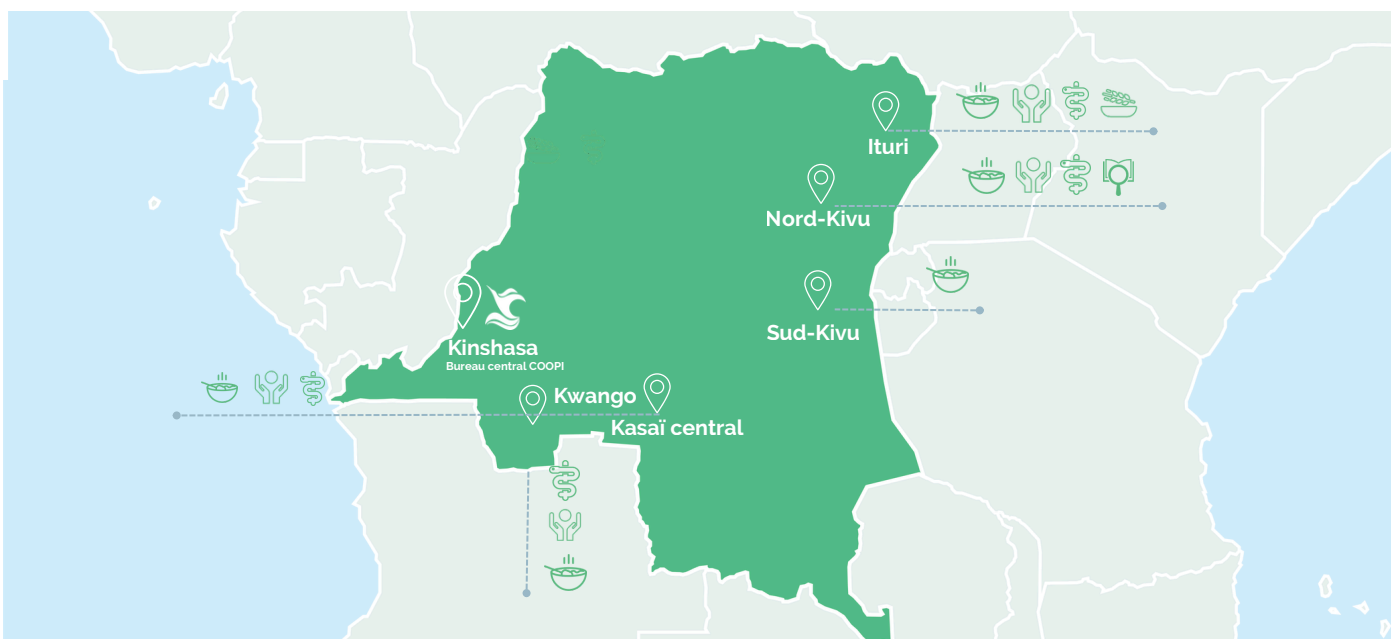 Ituri
Nord-Kivu
Sud-Kivu
Kinshasa
Bureau central COOPI
Kwango
Kasaï central